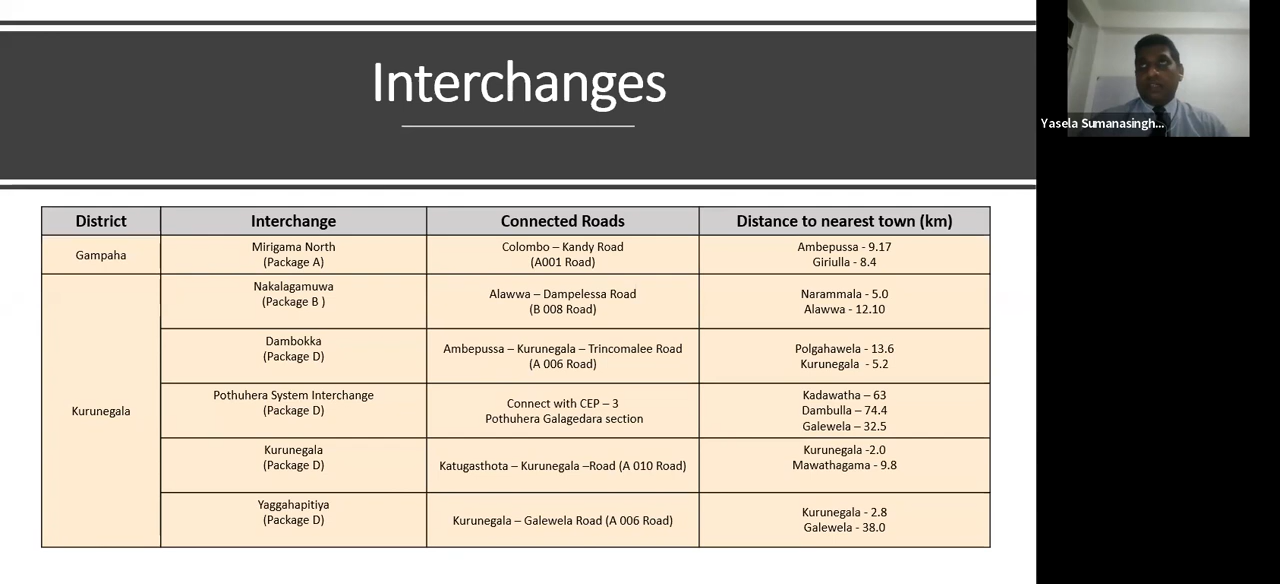 Interchanges
Yasela Sumanasingh...
District Interchange Connected Roads Distance to nearest town (km)
Gampaha
Mirigama North
(Package A)
Colombo – Kandy Road
(A001 Road)
Ambepussa - 9.17
Giriulla - 8.4
Kurunegala
Nakalagamuwa
(Package B )
Alawwa – Dampelessa Road
(B 008 Road)
Narammala - 5.0
Alawwa - 12.10
Dambokka
(Package D)
Ambepussa – Kurunegala – Trincomalee Road
(A 006 Road)
Polgahawela - 13.6
Kurunegala  - 5.2
Pothuhera System Interchange
(Package D)
Connect with CEP – 3
Pothuhera Galagedara section
Kadawatha – 63
Dambulla – 74.4
Galewela – 32.5
Kurunegala
(Package D)
Katugasthota – Kurunegala –Road (A 010 Road)
Kurunegala -2.0
Mawathagama - 9.8
Yaggahapitiya
(Package D)
Kurunegala – Galewela Road (A 006 Road)
Kurunegala - 2.8
Galewela - 38.0